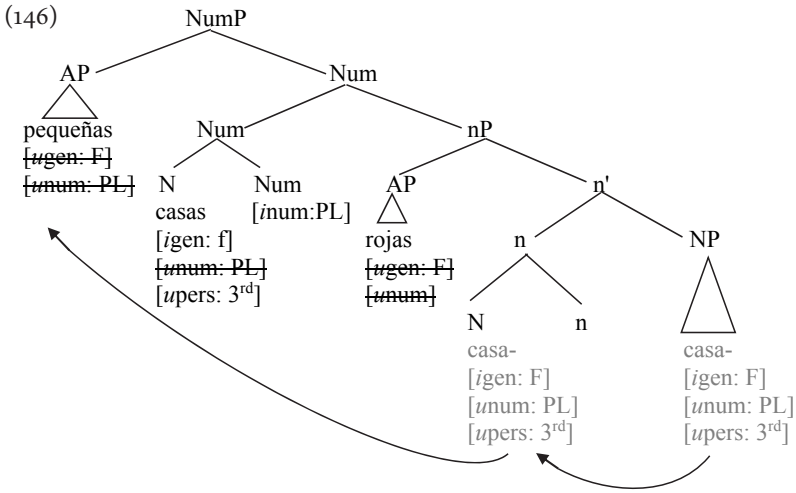 (146)
NumP
AP Num
pequeñas
[ugen: F]
[unum: PL]
Num nP
N Num
casas [inum:PL]
[igen: f]
[unum: PL]
[upers: 3rd]
AP n'
rojas
[ugen: F]
[unum]
n NP
N n
casa-
[igen: F]
[unum: PL]
[upers: 3rd]
casa-
[igen: F]
[unum: PL]
[upers: 3rd]